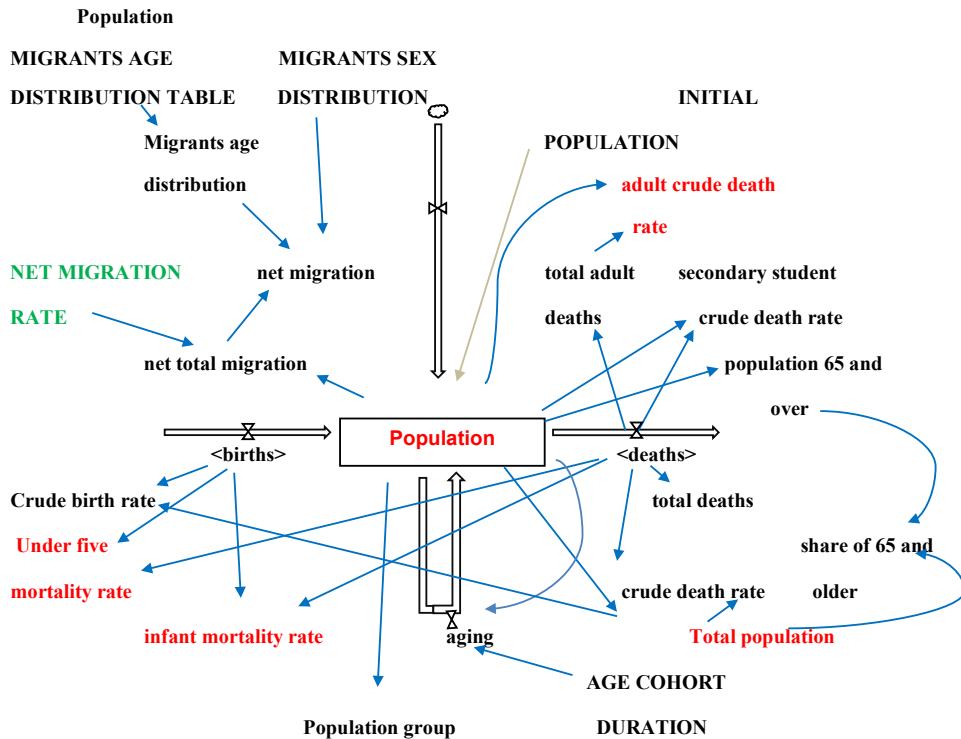 Population
MIGRANTS AGE
DISTRIBUTION TABLE
MIGRANTS SEX
DISTRIBUTION
INITIAL
POPULATION
Migrants age
distribution
adult crude death
rate
NET MIGRATION
RATE
net migration
total adult
deaths
secondary student
crude death rate
net total migration
population 65 and
over
Population
<births>
<deaths>
Crude birth rate
total deaths
Under five
mortality rate
share of 65 and
older
crude death rate
infant mortality rate
aging
Total population
AGE COHORT
DURATION
Population group